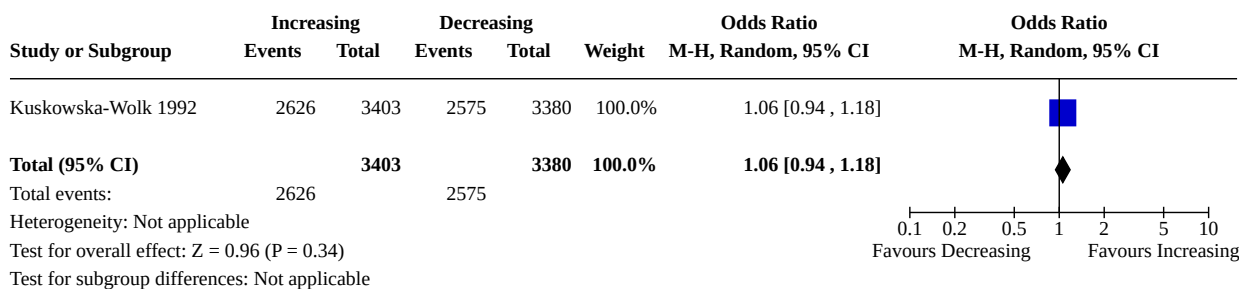 Increasing Decreasing Odds Ratio Odds Ratio
Study or Subgroup Events Total Events Total Weight M-H, Random, 95% CI M-H, Random, 95% CI
Kuskowska-Wolk 1992 2626 3403 2575 3380 100.0% 1.06 [0.94 , 1.18]
Total (95% CI) 3403 3380 100.0% 1.06 [0.94 , 1.18]
Total events: 2626 2575
Heterogeneity: Not applicable
0.1 0.2 0.5 1 2 5 10
Test for overall effect: Z = 0.96 (P = 0.34) Favours Decreasing Favours Increasing
Test for subgroup differences: Not applicable